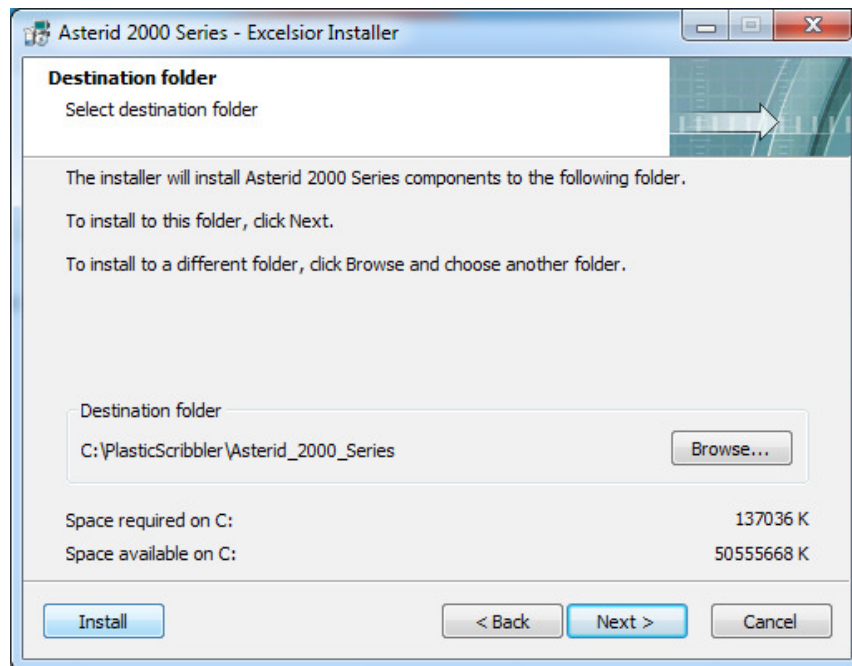 Asterid 2000 Series - Excelsior Installer
Destination folder
Select destination folder
The installer will install Asterid 2000 Series components to the following folder.
To install to this folder, click Next.
To install to a different folder, click Browse and choose another folder.
Destination folder
C:\PlasticScribbler\Asterid_2000_Series
Browse...
Space required on C: 137036 K
Space available on C: 50555668 K
Install < Back Next > Cancel